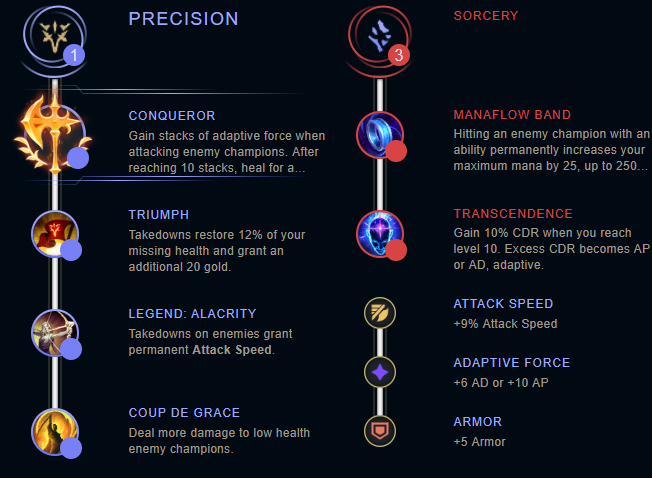 PRECISION
1
CONQUEROR
Gain stacks of adaptive force when
attacking enemy champions. After
reaching 10 stacks, heal for a...
TRIUMPH
Takedowns restore 12% of your
missing health and grant an
additional 20 gold.
LEGEND: ALACRITY
Takedowns on enemies grant
permanent Attack Speed.
COUP DE GRACE
Deal more damage to low health
enemy champions.
SORCERY
3
MANAFLOW BAND
Hitting an enemy champion with an
ability permanently increases your
maximum mana by 25, up to 250...
TRANSCENDENCE
Gain 10% CDR when you reach
level 10. Excess CDR becomes AP
or AD, adaptive.
ATTACK SPEED
+9% Attack Speed
ADAPTIVE FORCE
+6 AD or +10 AP
ARMOR
+5 Armor